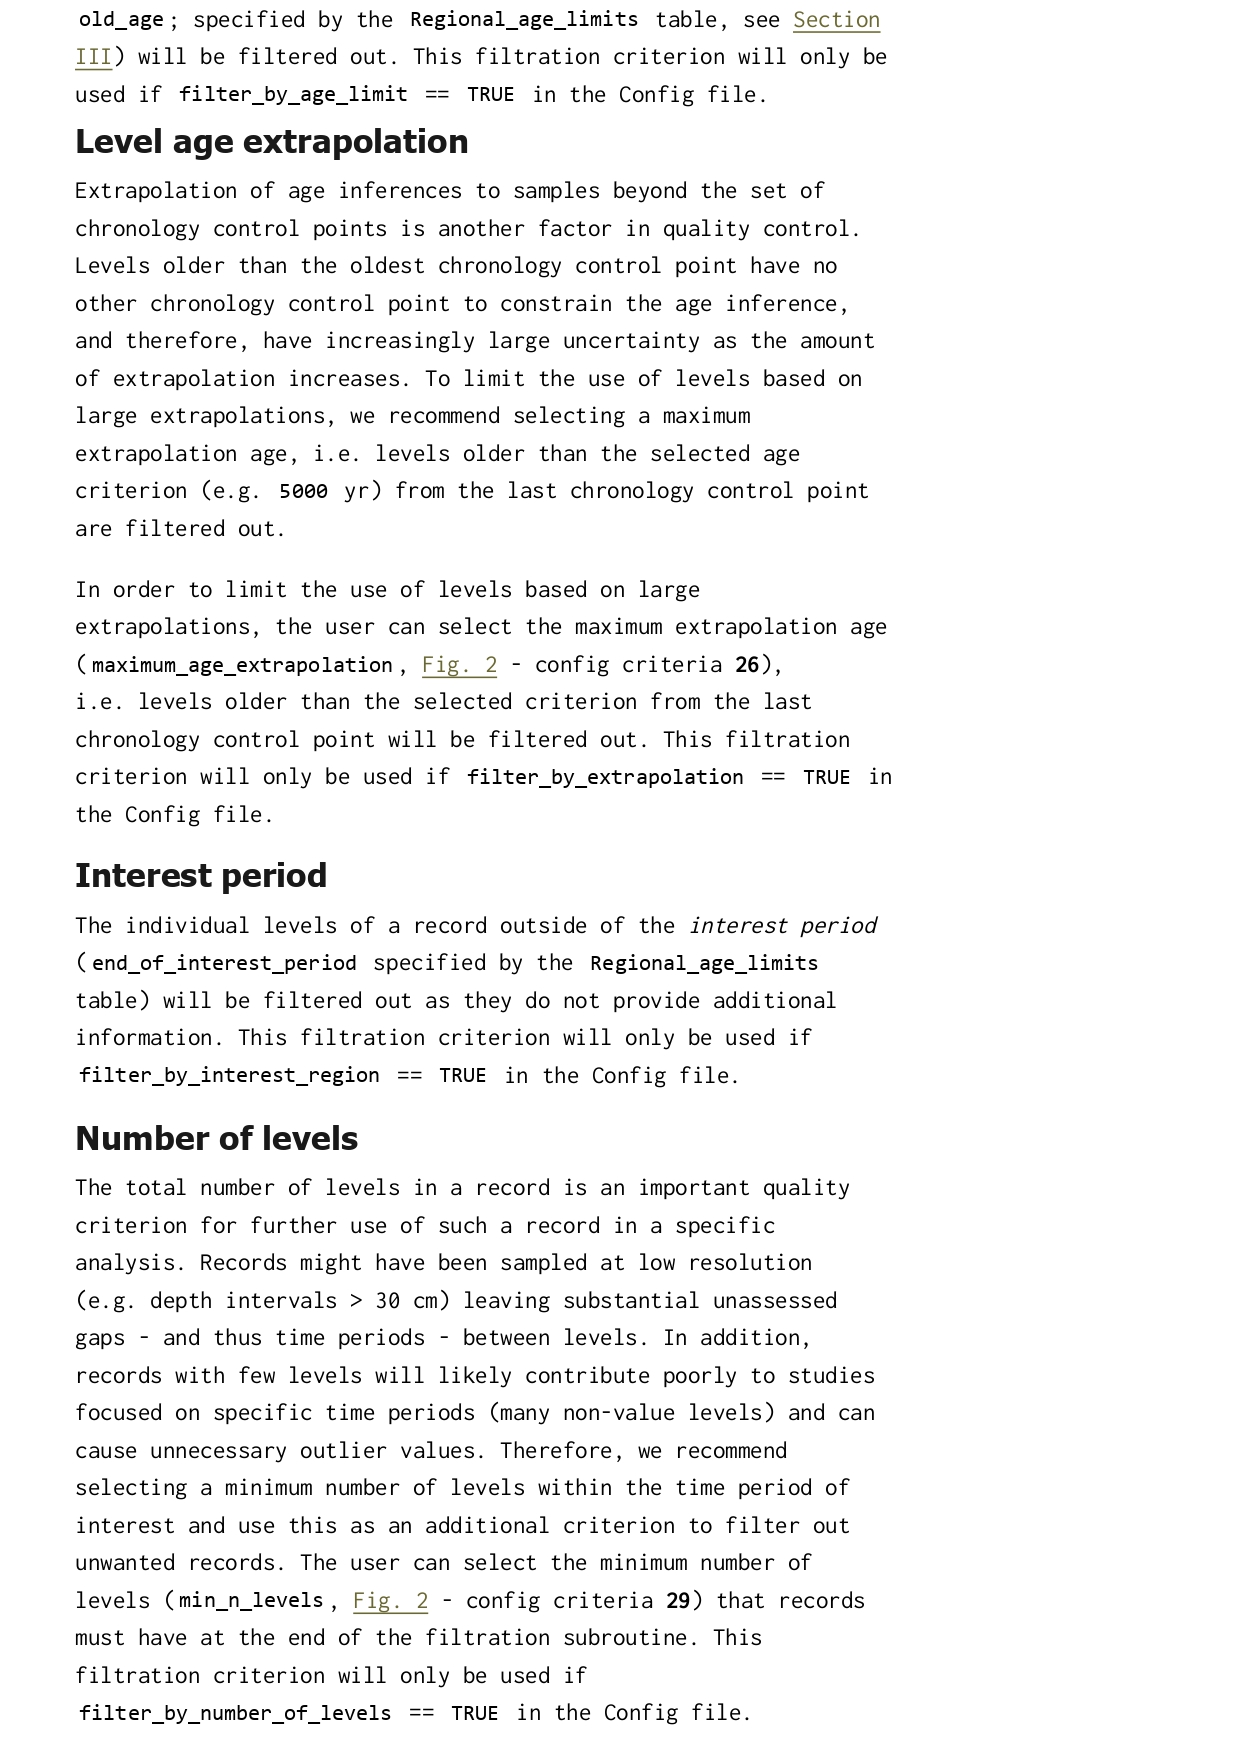 old_age; specified by the Regional_age_limits table, see Section
III) will be filtered out. This filtration criterion will only be
used if filter_by_age_limit == TRUE in the Config file.
Level age extrapolation
Extrapolation of age inferences to samples beyond the set of
chronology control points is another factor in quality control.
Levels older than the oldest chronology control point have no
other chronology control point to constrain the age inference,
and therefore, have increasingly large uncertainty as the amount
of extrapolation increases. To limit the use of levels based on
large extrapolations, we recommend selecting a maximum
extrapolation age, i.e. levels older than the selected age
criterion (e.g. 5000 yr) from the last chronology control point
are filtered out.
In order to limit the use of levels based on large
extrapolations, the user can select the maximum extrapolation age
(maximum_age_extrapolation, Fig. 2 - config criteria 26),
i.e. levels older than the selected criterion from the last
chronology control point will be filtered out. This filtration
criterion will only be used if filter_by_extrapolation == TRUE in
the Config file.
Interest period
The individual levels of a record outside of the interest period
(end_of_interest_period specified by the Regional_age_limits
table) will be filtered out as they do not provide additional
information. This filtration criterion will only be used if
filter_by_interest_region == TRUE in the Config file.
Number of levels
The total number of levels in a record is an important quality
criterion for further use of such a record in a specific
analysis. Records might have been sampled at low resolution
(e.g. depth intervals > 30 cm) leaving substantial unassessed
gaps - and thus time periods - between levels. In addition,
records with few levels will likely contribute poorly to studies
focused on specific time periods (many non-value levels) and can
cause unnecessary outlier values. Therefore, we recommend
selecting a minimum number of levels within the time period of
interest and use this as an additional criterion to filter out
unwanted records. The user can select the minimum number of
levels (min_n_levels, Fig. 2 - config criteria 29) that records
must have at the end of the filtration subroutine. This
filtration criterion will only be used if
filter_by_number_of_levels == TRUE in the Config file.